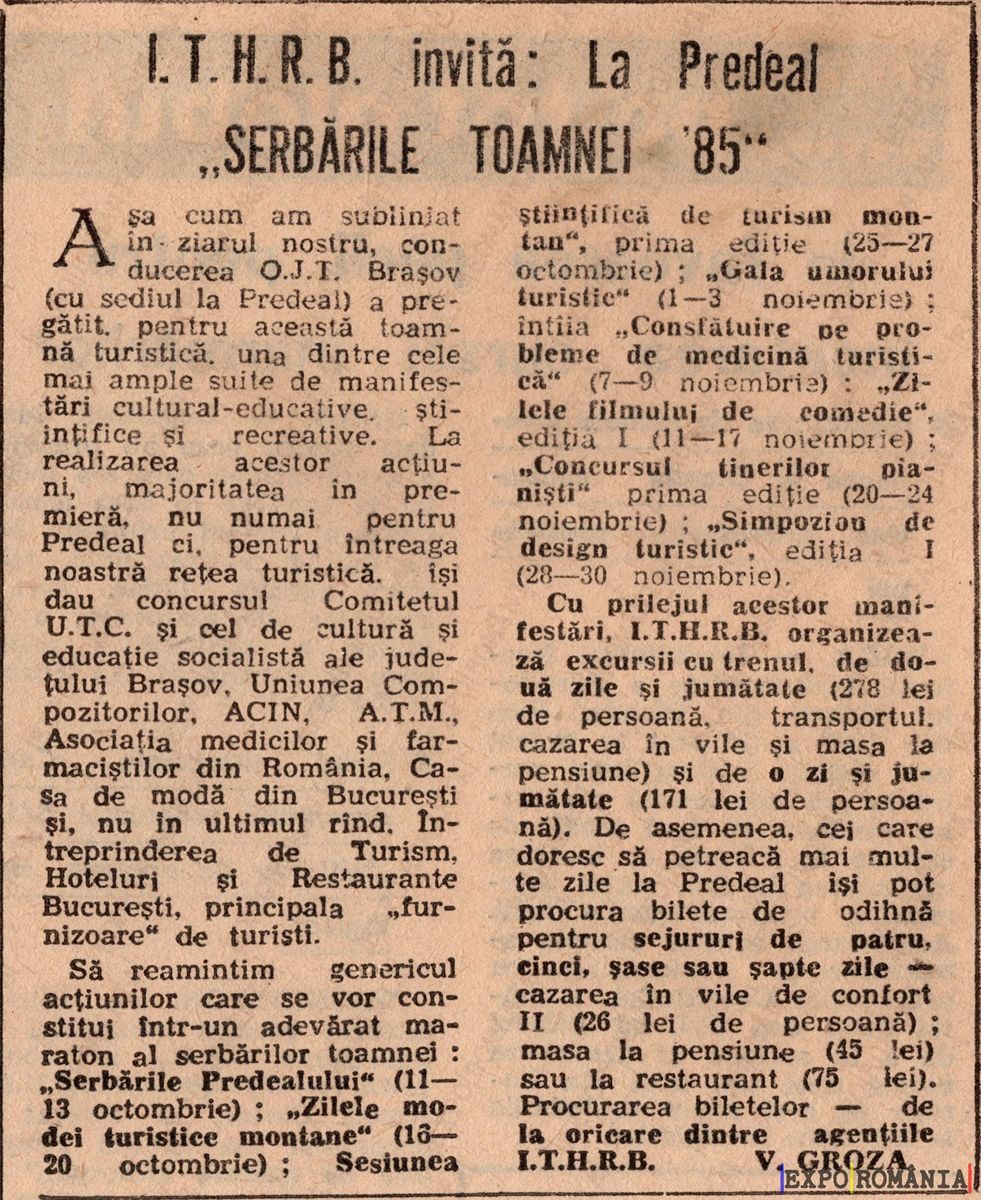 I.T.H.R.B. invită: La Predeal
„SERBĂRILE TOAMNEI '85“
Așa cum am subliniat
în ziarul nostru, con-
ducerea O.J.T. Brașov
(cu sediul la Predeal) a pre-
gătit, pentru această toam-
nă turistică, una dintre cele
mai ample suite de manifes-
tări cultural-educative, ști-
ințifice și recreative. La
realizarea acestor acțiu-
ni, majoritatea în pre-
mieră, nu numai pentru
Predeal ci, pentru întreaga
noastră rețea turistică, își
dau concursul Comitetul
U.T.C. și cel de cultură și
educație socialistă ale jude-
țului Brașov, Uniunea Com-
pozitorilor, ACIN, A.T.M.,
Asociația medicilor și far-
maciștilor din România, Ca-
sa de modă din București
și, nu în ultimul rînd, În-
treprinderea de Turism,
Hoteluri și Restaurante
București, principala „fur-
nizoare“ de turiști.
Să reamintim genericul
acțiunilor care se vor con-
stitui într-un adevărat ma-
raton al serbărilor toamnei :
„Serbările Predealului“ (11—
13 octombrie) ; „Zilele mo-
dei turistice montane“ (18—
20 octombrie) ; Sesiunea
științifică de turism mon-
tan“, prima ediție (25—27
octombrie) ; „Gala umorului
turistic“ (1—3 noiembrie) ;
întîia „Consfătuire pe pro-
bleme de medicină turisti-
că“ (7—9 noiembrie) ; „Zi-
lele filmului de comedie“,
ediția I (11—17 noiembrie) ;
„Concursul tinerilor pia-
niști“ prima ediție (20—24
noiembrie) ; „Simpozion de
design turistic“, ediția I
(28—30 noiembrie).
Cu prilejul acestor mani-
festări, I.T.H.R.B. organizea-
ză excursii cu trenul, de do-
uă zile și jumătate (278 lei
de persoană, transportul,
cazarea în vile și masa la
pensiune) și de o zi și ju-
mătate (171 lei de persoa-
nă). De asemenea, cei care
doresc să petreacă mai mul-
te zile la Predeal își pot
procura bilete de odihnă
pentru sejururi de patru,
cinci, șase sau șapte zile —
cazarea în vile de confort
II (26 lei de persoană) ;
masa la pensiune (45 lei)
sau la restaurant (75 lei).
Procurarea biletelor — de
la oricare dintre agențiile
I.T.H.R.B. V. GROZA
EXPO ROMÂNIA